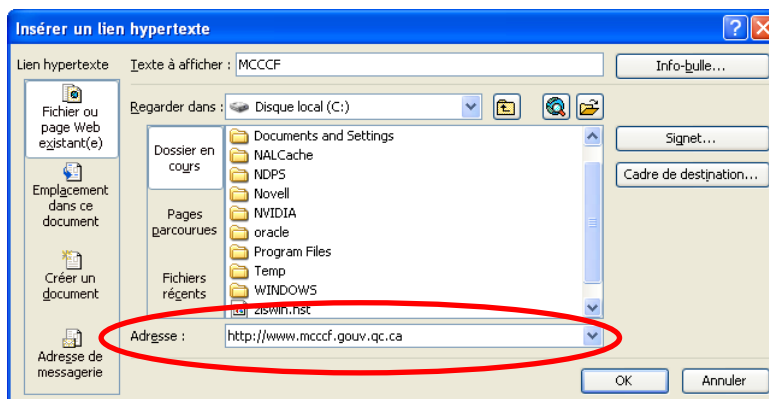 Insérer un lien hypertexte
Lien hypertexte
Texte à afficher :
MCCCF
Info-bulle...
Fichier ou
page Web
existant(e)
Regarder dans :
Disque local (C:)
Dossier en
cours
Documents and Settings
NALCache
NDPS
Novell
NVIDIA
oracle
Program Files
Temp
WINDOWS
ziswin.hst
Signet...
Cadre de destination...
Emplacement
dans ce
document
Pages
parcourues
Créer un
document
Fichiers
récents
Adresse :
http://www.mcccf.gouv.qc.ca
Adresse de
messagerie
OK
Annuler